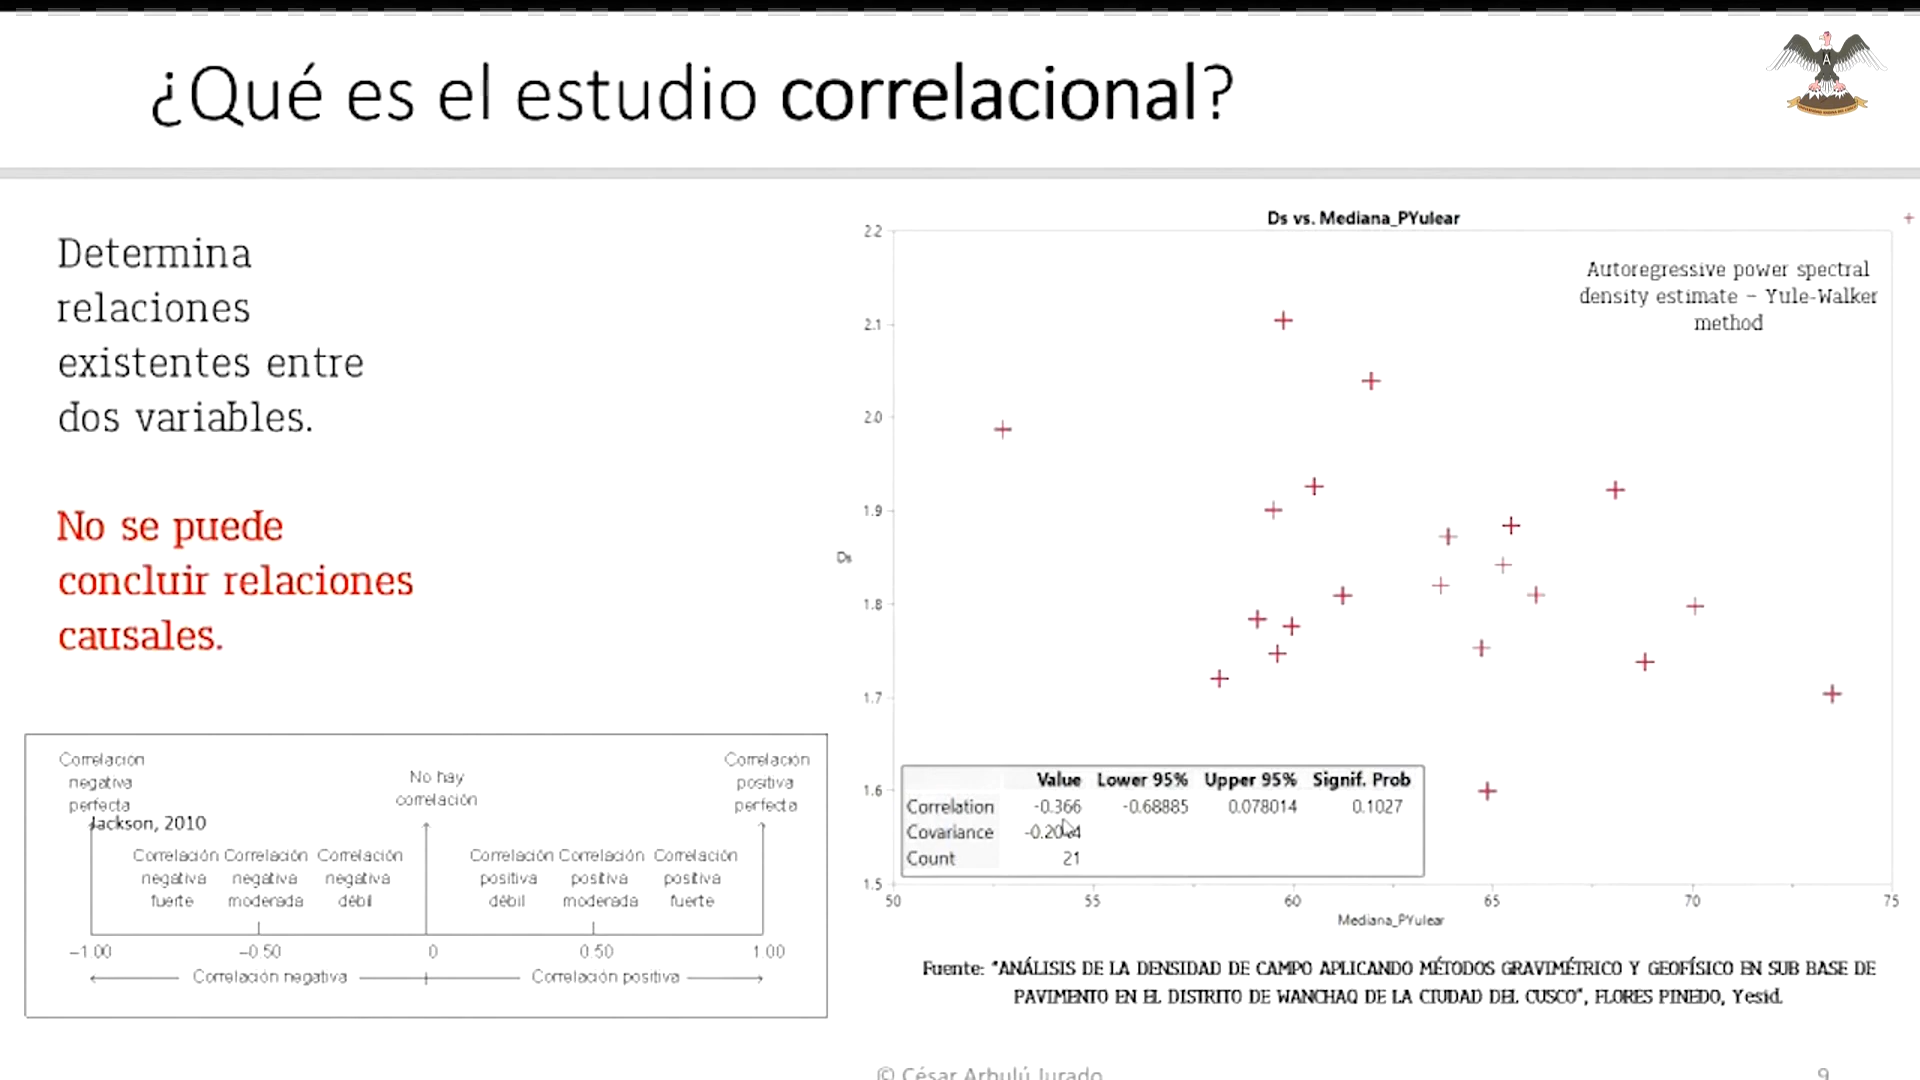 ¿Qué es el estudio correlacional?
Determina
relaciones
existentes entre
dos variables.
No se puede
concluir relaciones
causales.
Correlación
negativa
perfecta
No hay
correlación
Correlación
positiva
perfecta
Jackson, 2010
Correlación
negativa
fuerte
Correlación
negativa
moderada
Correlación
negativa
débil
Correlación
positiva
débil
Correlación
positiva
moderada
Correlación
positiva
fuerte
–1.00
–0.50
0
0.50
1.00
Correlación negativa
Correlación positiva
Ds vs. Mediana_PYulear
Autoregressive power spectral
density estimate – Yule-Walker
method
2.2
2.1
2.0
1.9
1.8
1.7
1.6
1.5
Ds
Value Lower 95% Upper 95% Signif. Prob
Correlation -0.366 -0.68885 0.078014 0.1027
Covariance
Count 21
50 55 60 65 70 75
Mediana_PYulear
Fuente: "ANÁLISIS DE LA DENSIDAD DE CAMPO APLICANDO MÉTODOS GRAVIMÉTRICO Y GEOFÍSICO EN SUB BASE DE
PAVIMENTO EN EL DISTRITO DE WANCHAQ DE LA CIUDAD DEL CUSCO", FLORES PINEDO, Yesid.
© César Arbulú Jurado
9